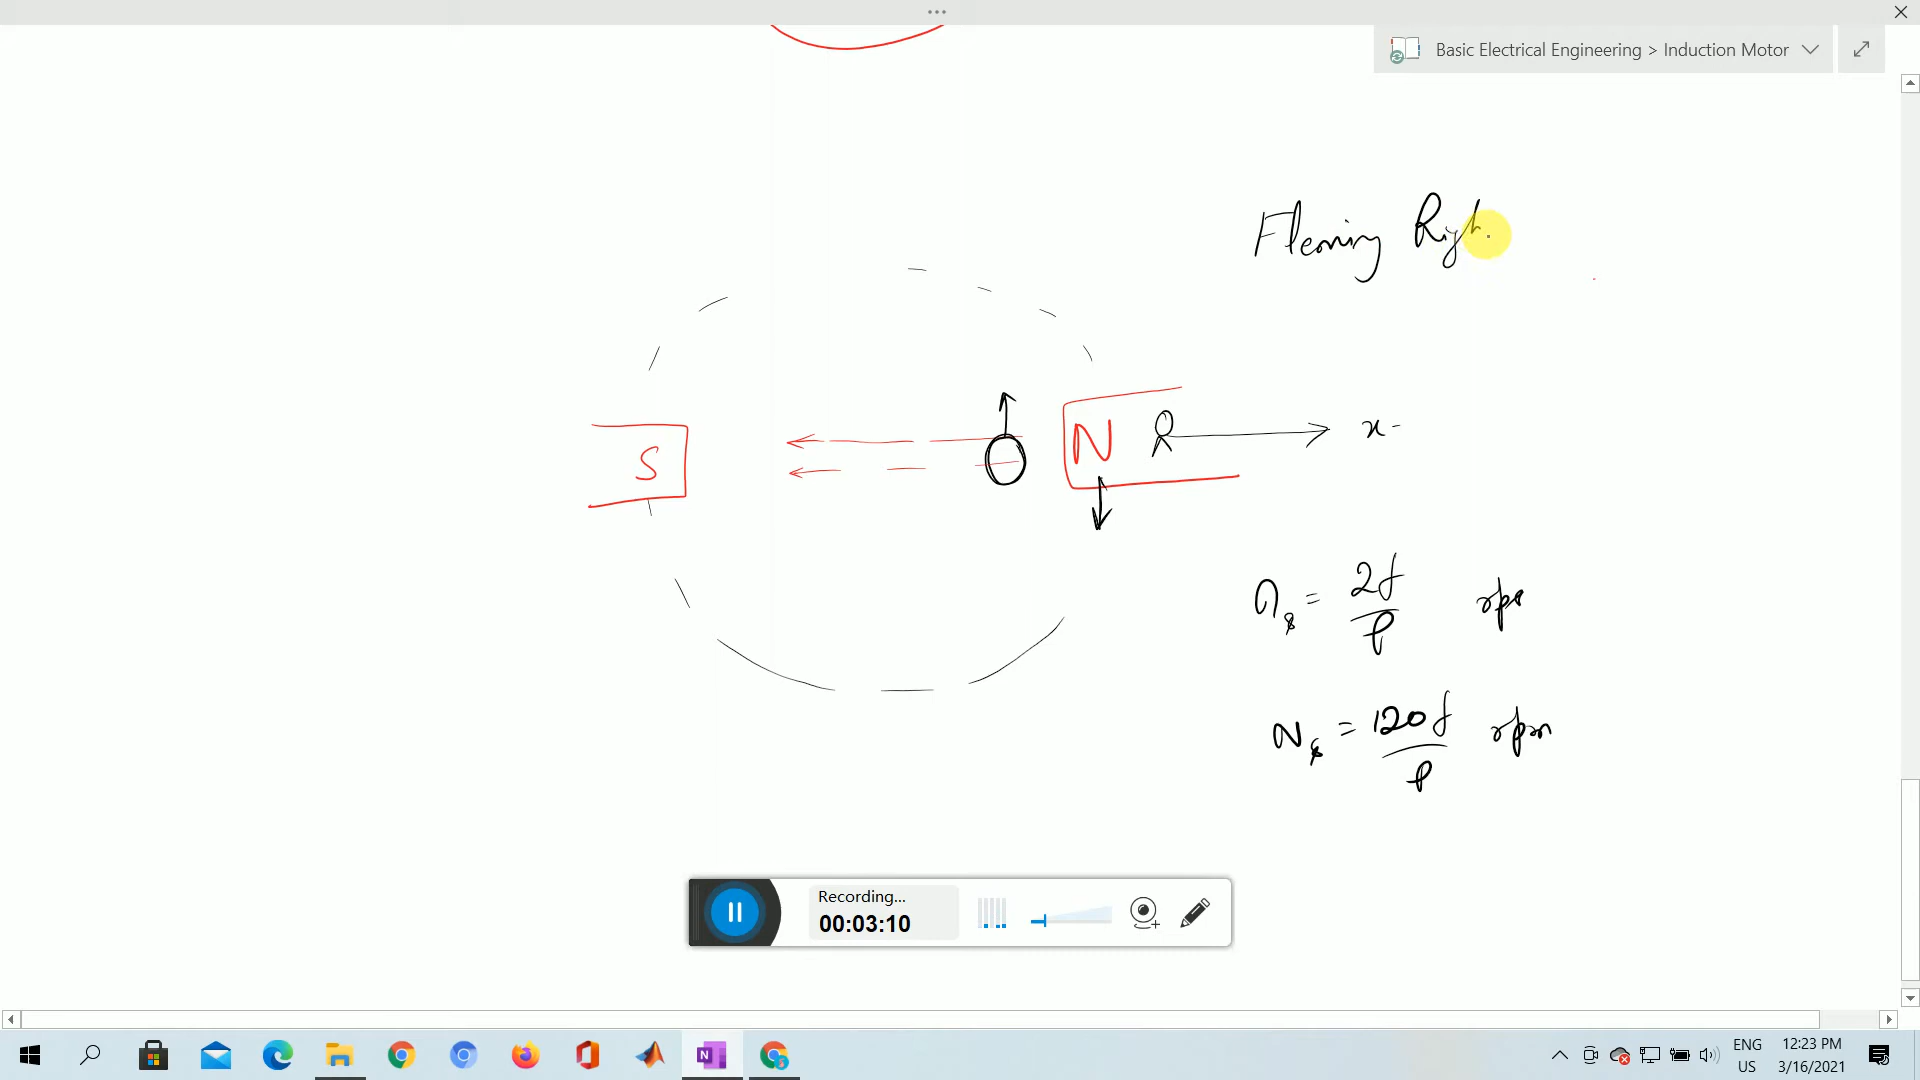 Basic Electrical Engineering > Induction Motor
Fleming Righ
S
N
x -
ns = 2f/P rps
Ns = 120f/P rpm
Recording...
00:03:10
ENG
US
12:23 PM
3/16/2021